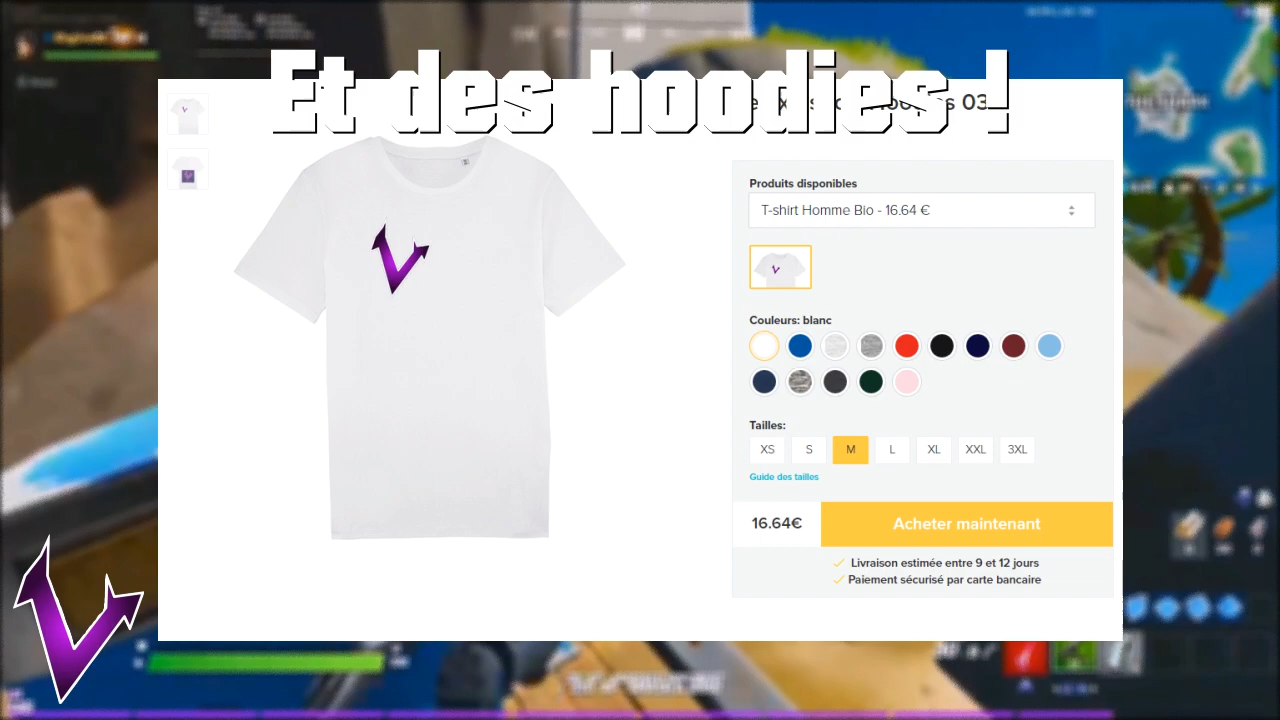 Et des hoodies !
03
Produits disponibles
T-shirt Homme Bio - 16.64 €
Couleurs: blanc
Tailles:
XS S M L XL XXL 3XL
Guide des tailles
16.64€ Acheter maintenant
Livraison estimée entre 9 et 12 jours
Paiement sécurisé par carte bancaire